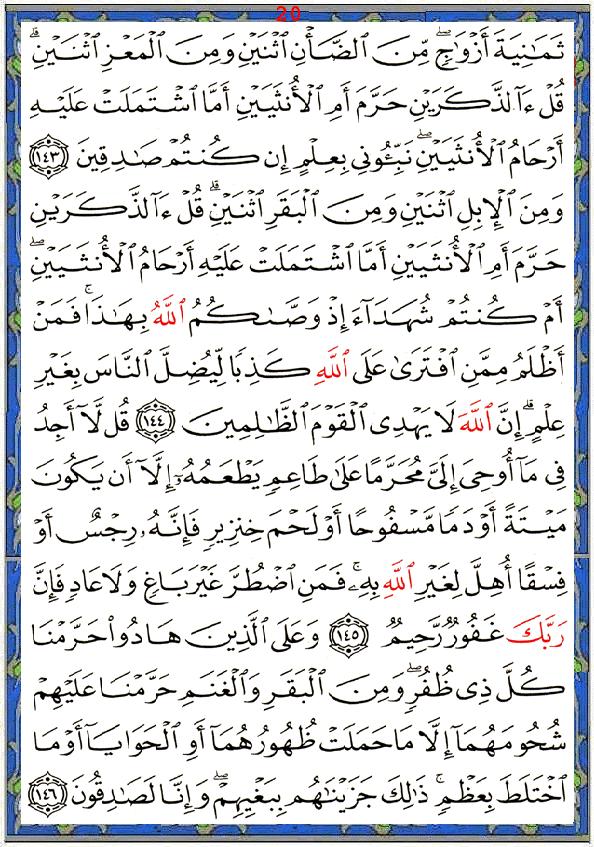 20
ثَمَٰنِيَةَ أَزْوَٰجٍ ۖ مِّنَ ٱلضَّأْنِ ٱثْنَيْنِ وَمِنَ ٱلْمَعْزِ ٱثْنَيْنِ ۗ
قُلْ ءَآلذَّكَرَيْنِ حَرَّمَ أَمِ ٱلْأُنثَيَيْنِ أَمَّا ٱشْتَمَلَتْ عَلَيْهِ
أَرْحَامُ ٱلْأُنثَيَيْنِ ۖ نَبِّـُٔونِى بِعِلْمٍ إِن كُنتُمْ صَٰدِقِينَ ١٤٣
وَمِنَ ٱلْإِبِلِ ٱثْنَيْنِ وَمِنَ ٱلْبَقَرِ ٱثْنَيْنِ ۗ قُلْ ءَآلذَّكَرَيْنِ
حَرَّمَ أَمِ ٱلْأُنثَيَيْنِ أَمَّا ٱشْتَمَلَتْ عَلَيْهِ أَرْحَامُ ٱلْأُنثَيَيْنِ ۖ
أَمْ كُنتُمْ شُهَدَآءَ إِذْ وَصَّىٰكُمُ ٱللَّهُ بِهَٰذَا ۚ فَمَنْ
أَظْلَمُ مِمَّنِ ٱفْتَرَىٰ عَلَى ٱللَّهِ كَذِبًا لِّيُضِلَّ ٱلنَّاسَ بِغَيْرِ
عِلْمٍ ۗ إِنَّ ٱللَّهَ لَا يَهْدِى ٱلْقَوْمَ ٱلظَّٰلِمِينَ ١٤٤ قُل لَّآ أَجِدُ
فِى مَآ أُوحِىَ إِلَىَّ مُحَرَّمًا عَلَىٰ طَاعِمٍ يَطْعَمُهُۥٓ إِلَّآ أَن يَكُونَ
مَيْتَةً أَوْ دَمًا مَّسْفُوحًا أَوْ لَحْمَ خِنزِيرٍ فَإِنَّهُۥ رِجْسٌ أَوْ
فِسْقًا أُهِلَّ لِغَيْرِ ٱللَّهِ بِهِۦ ۚ فَمَنِ ٱضْطُرَّ غَيْرَ بَاغٍ وَلَا عَادٍ فَإِنَّ
رَبَّكَ غَفُورٌ رَّحِيمٌ ١٤٥ وَعَلَى ٱلَّذِينَ هَادُوا۟ حَرَّمْنَا
كُلَّ ذِى ظُفُرٍ ۖ وَمِنَ ٱلْبَقَرِ وَٱلْغَنَمِ حَرَّمْنَا عَلَيْهِمْ
شُحُومَهُمَآ إِلَّا مَا حَمَلَتْ ظُهُورُهُمَآ أَوِ ٱلْحَوَايَآ أَوْ مَا
ٱخْتَلَطَ بِعَظْمٍ ۚ ذَٰلِكَ جَزَيْنَٰهُم بِبَغْيِهِمْ ۖ وَإِنَّا لَصَٰدِقُونَ ١٤٦